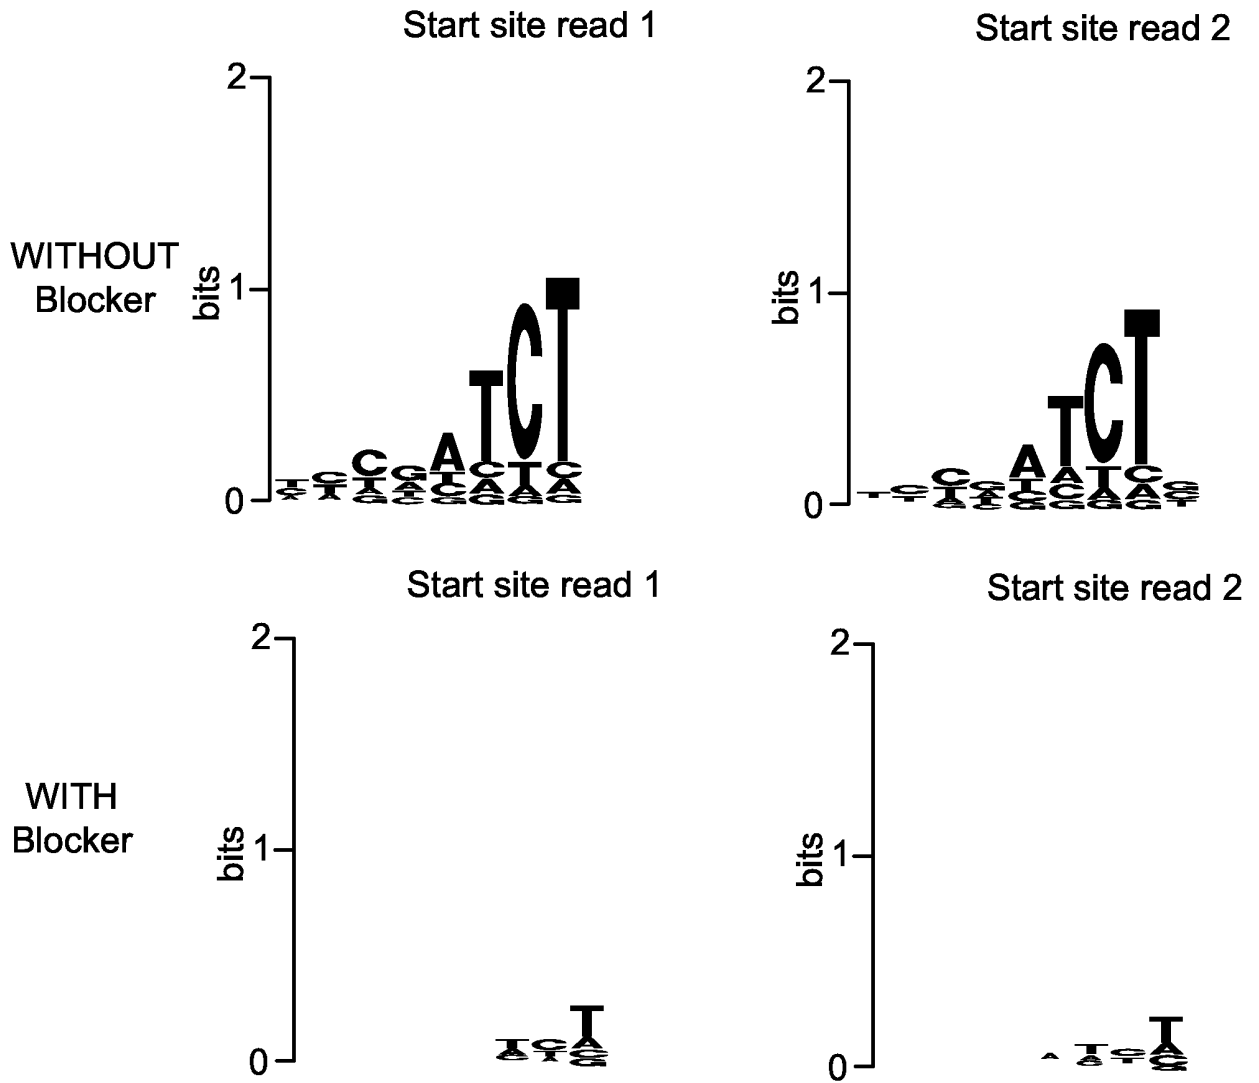 Start site read 1
Start site read 2
2
1
0
bits
WITHOUT
Blocker
A T C T
2
1
0
bits
A T C T
Start site read 1
Start site read 2
2
1
0
bits
WITH
Blocker
T
2
1
0
bits
T